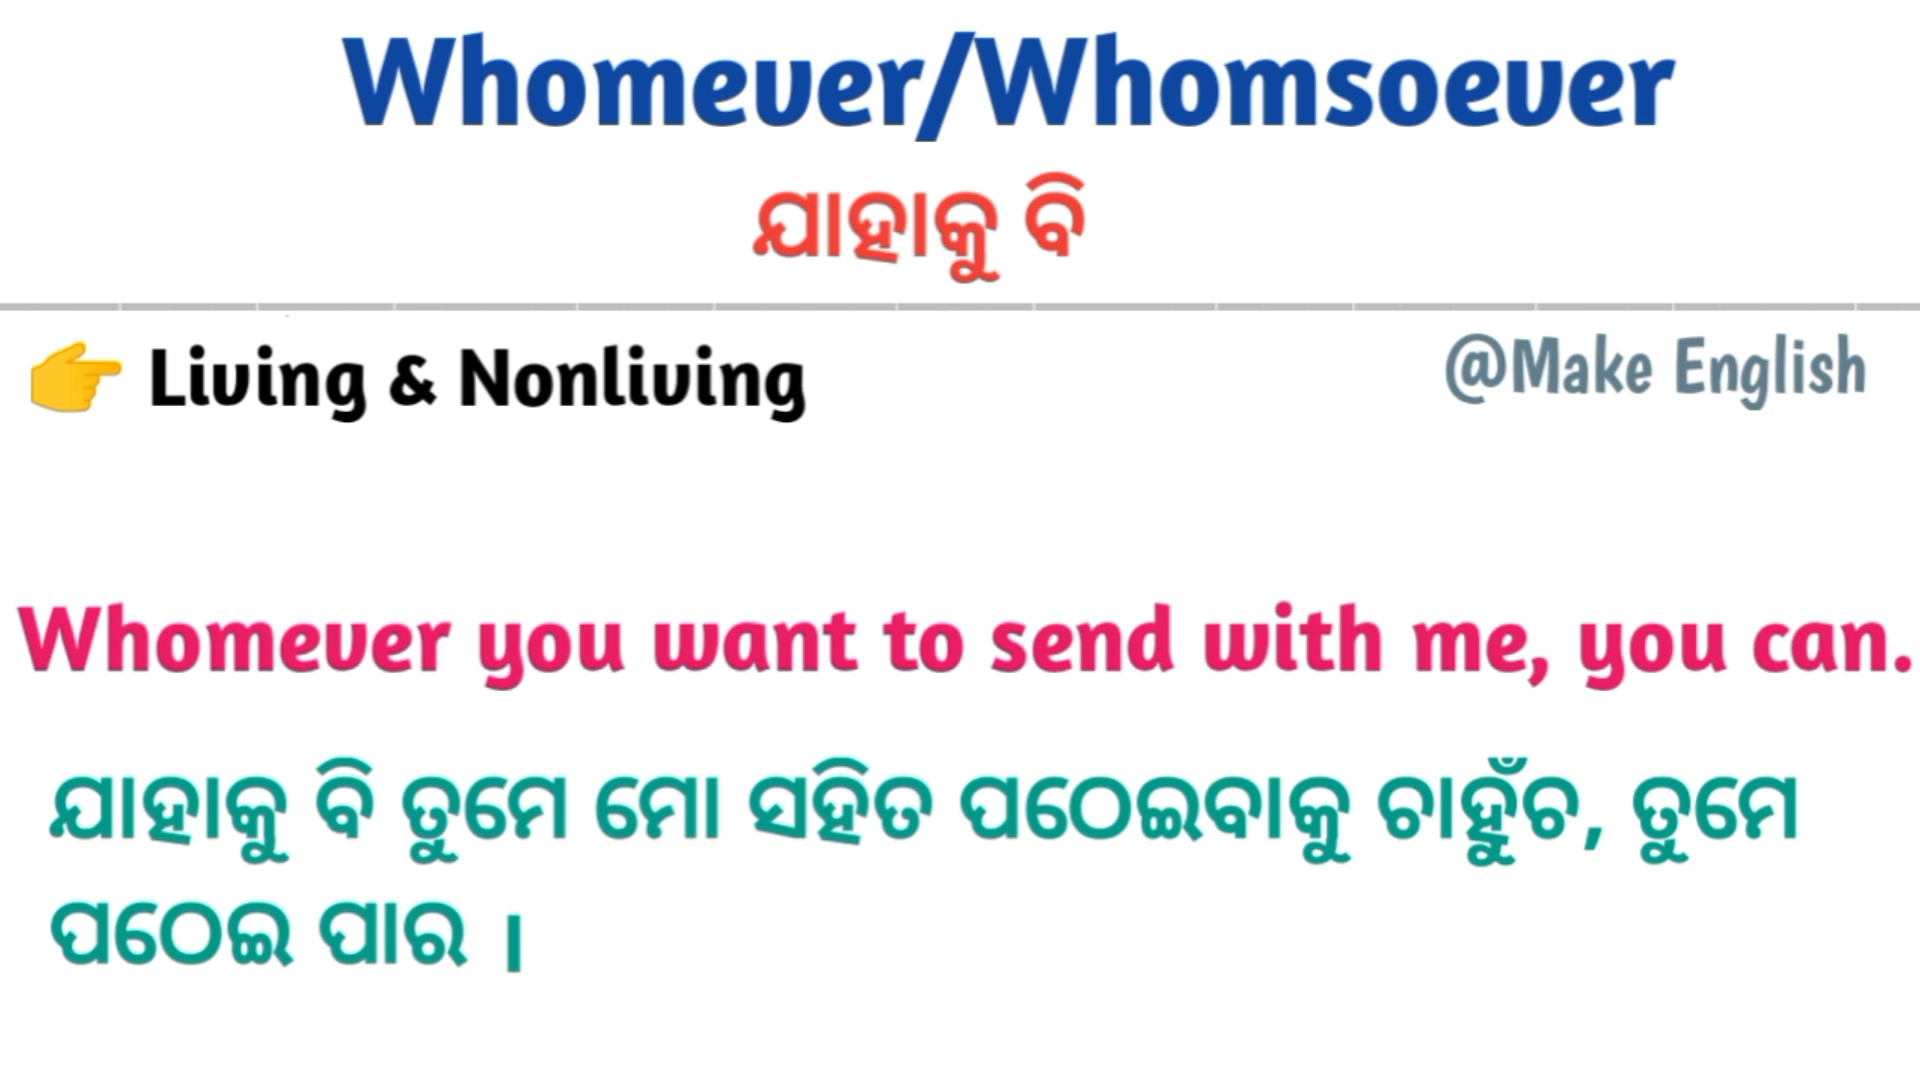 Whomever/Whomsoever
ଯାହାକୁ ବି
👉 Living & Nonliving
@Make English
Whomever you want to send with me, you can.
ଯାହାକୁ ବି ତୁମେ ମୋ ସହିତ ପଠେଇବାକୁ ଚାହୁଁଚ, ତୁମେ
ପଠେଇ ପାର ।